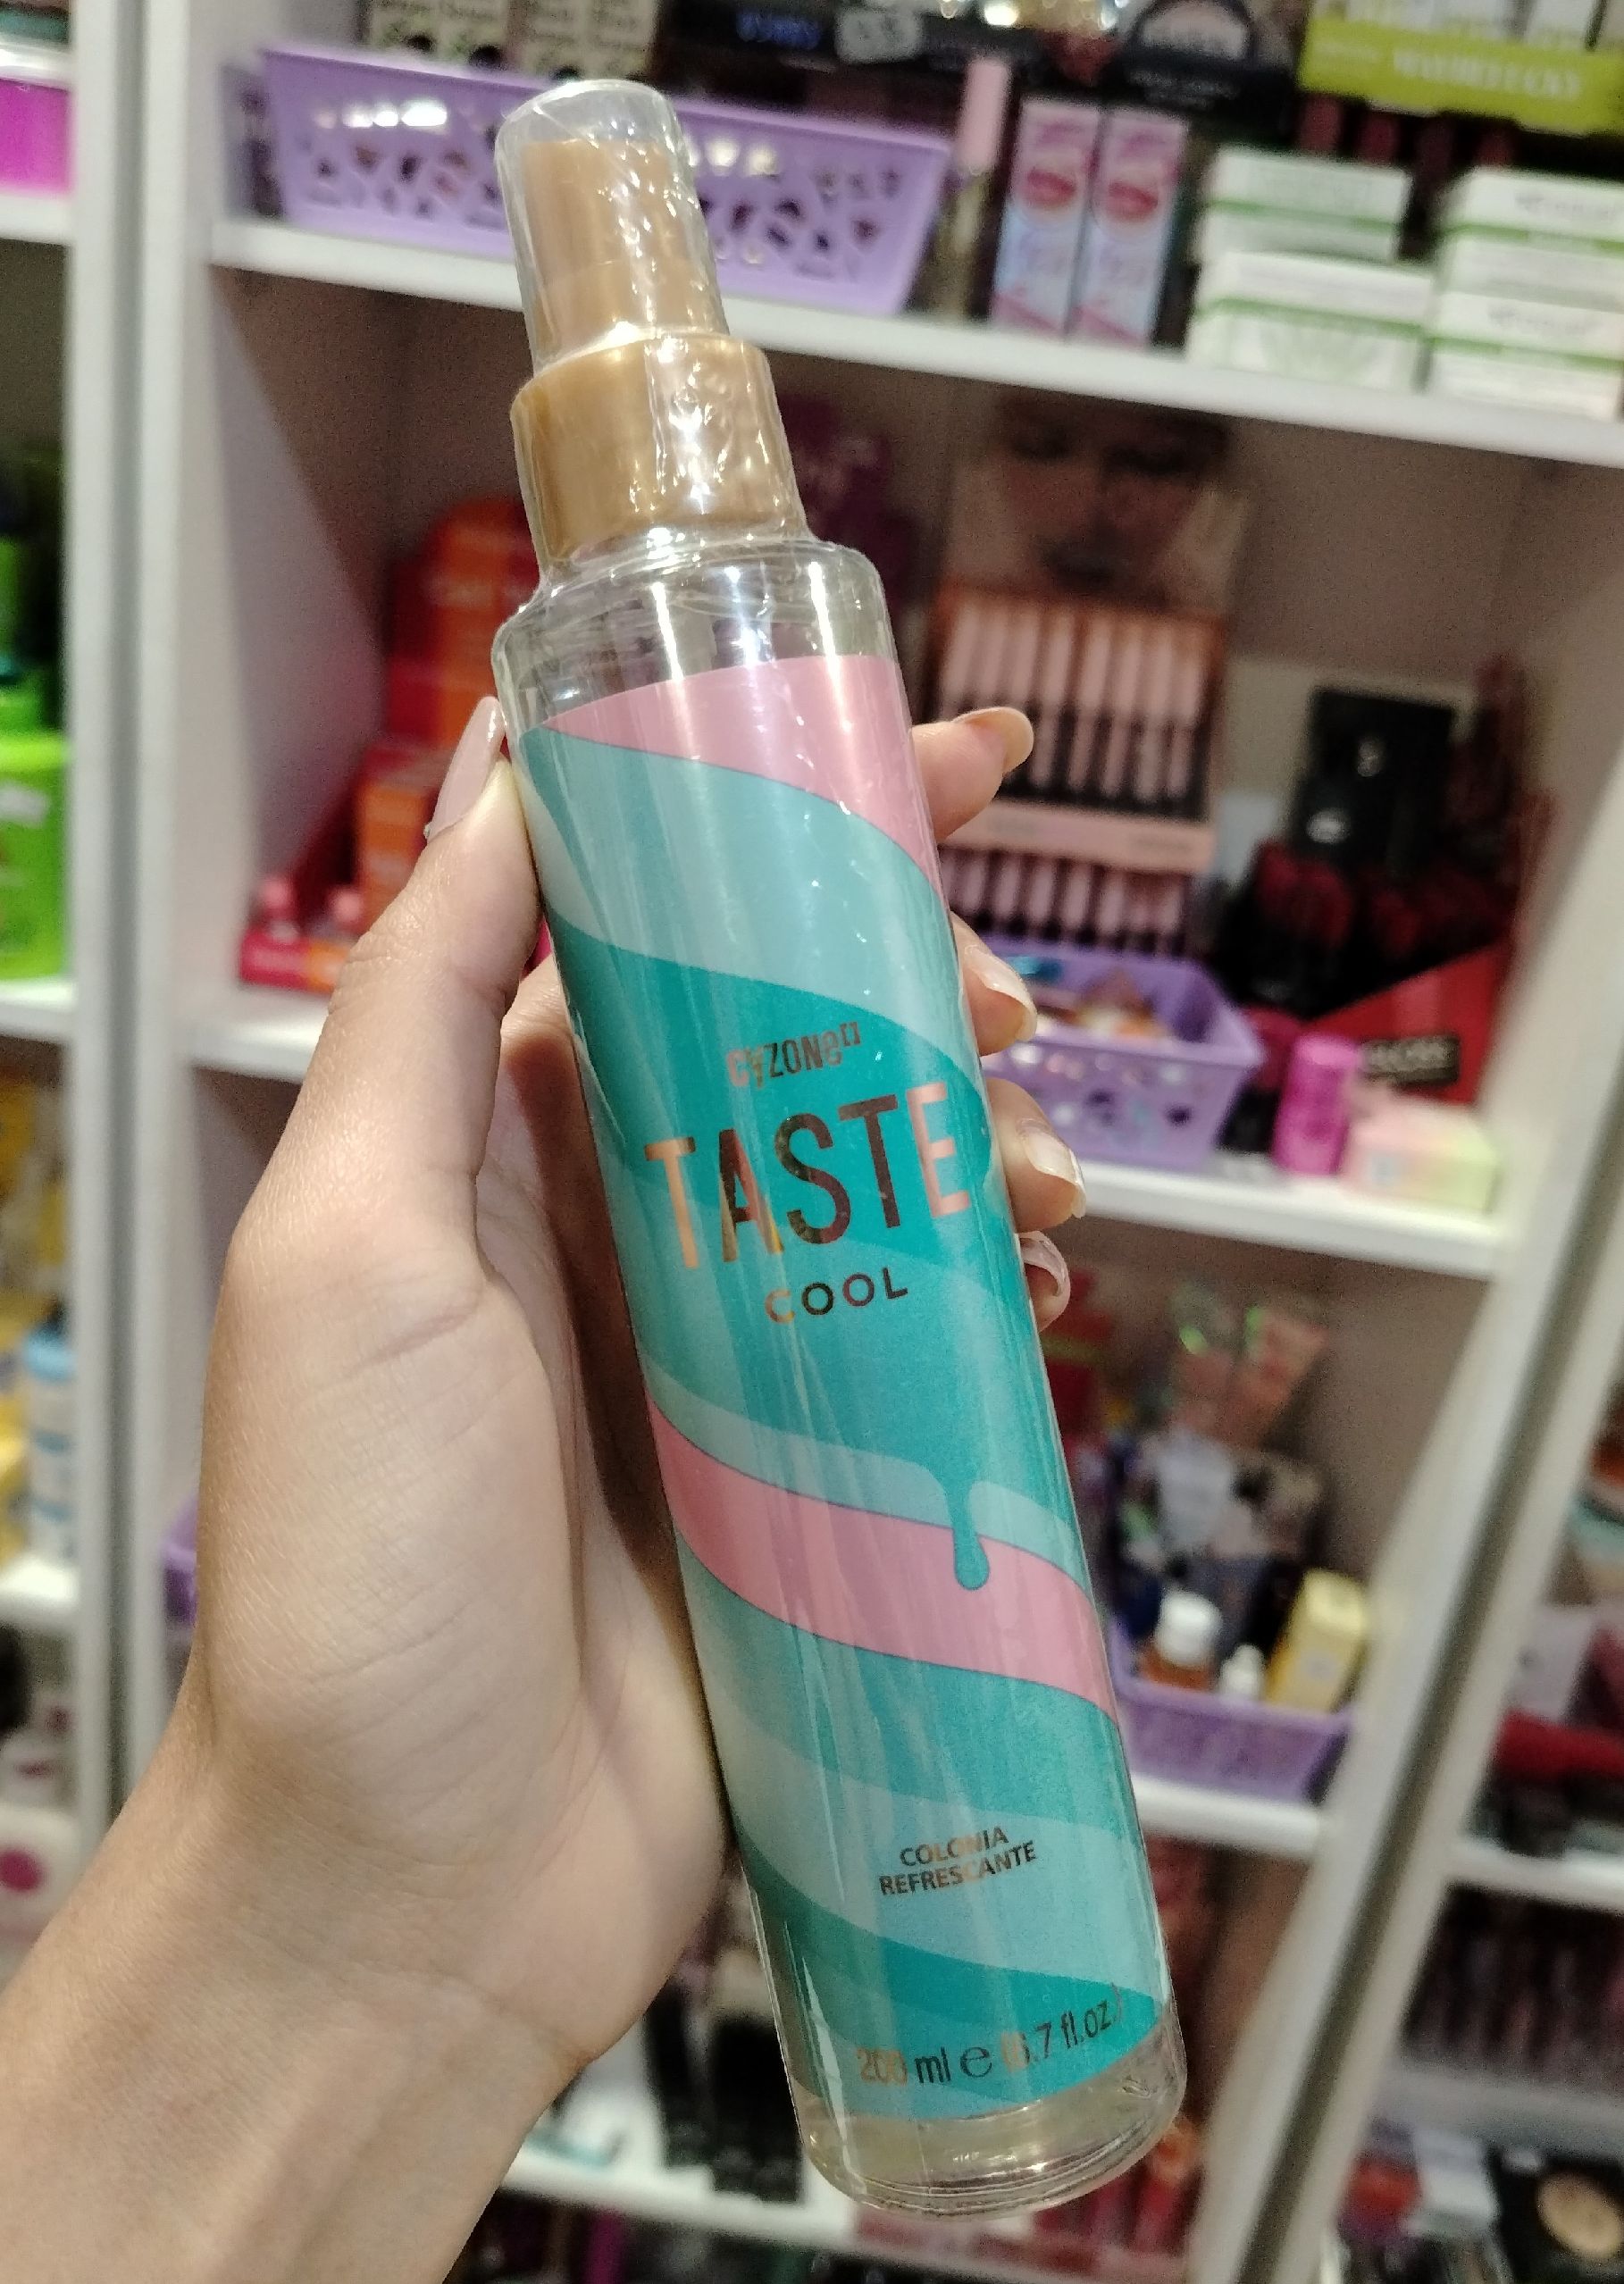 CYZONE
TASTE
COOL
COLONIA
REFRESCANTE
200 ml e (6.7 fl.oz.)